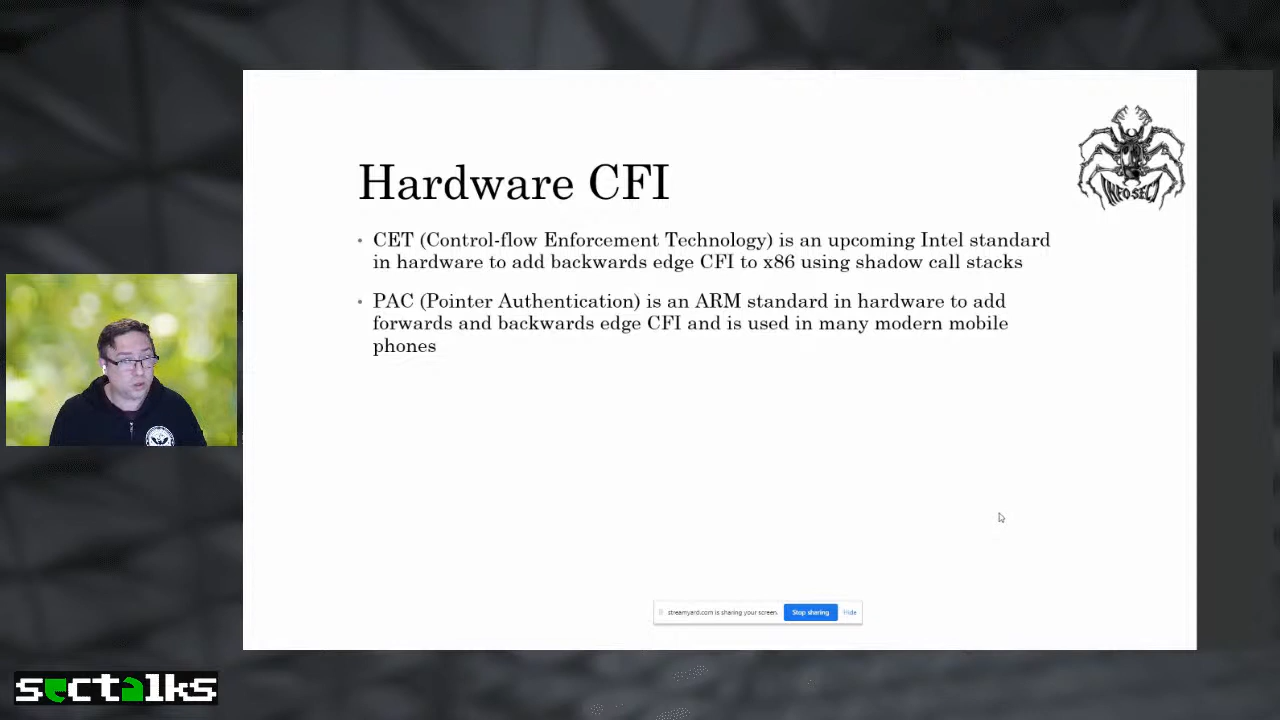 Hardware CFI
INFOSECT
• CET (Control-flow Enforcement Technology) is an upcoming Intel standard
in hardware to add backwards edge CFI to x86 using shadow call stacks
• PAC (Pointer Authentication) is an ARM standard in hardware to add
forwards and backwards edge CFI and is used in many modern mobile
phones
streamyard.com is sharing your screen. Stop sharing Hide
sectalks